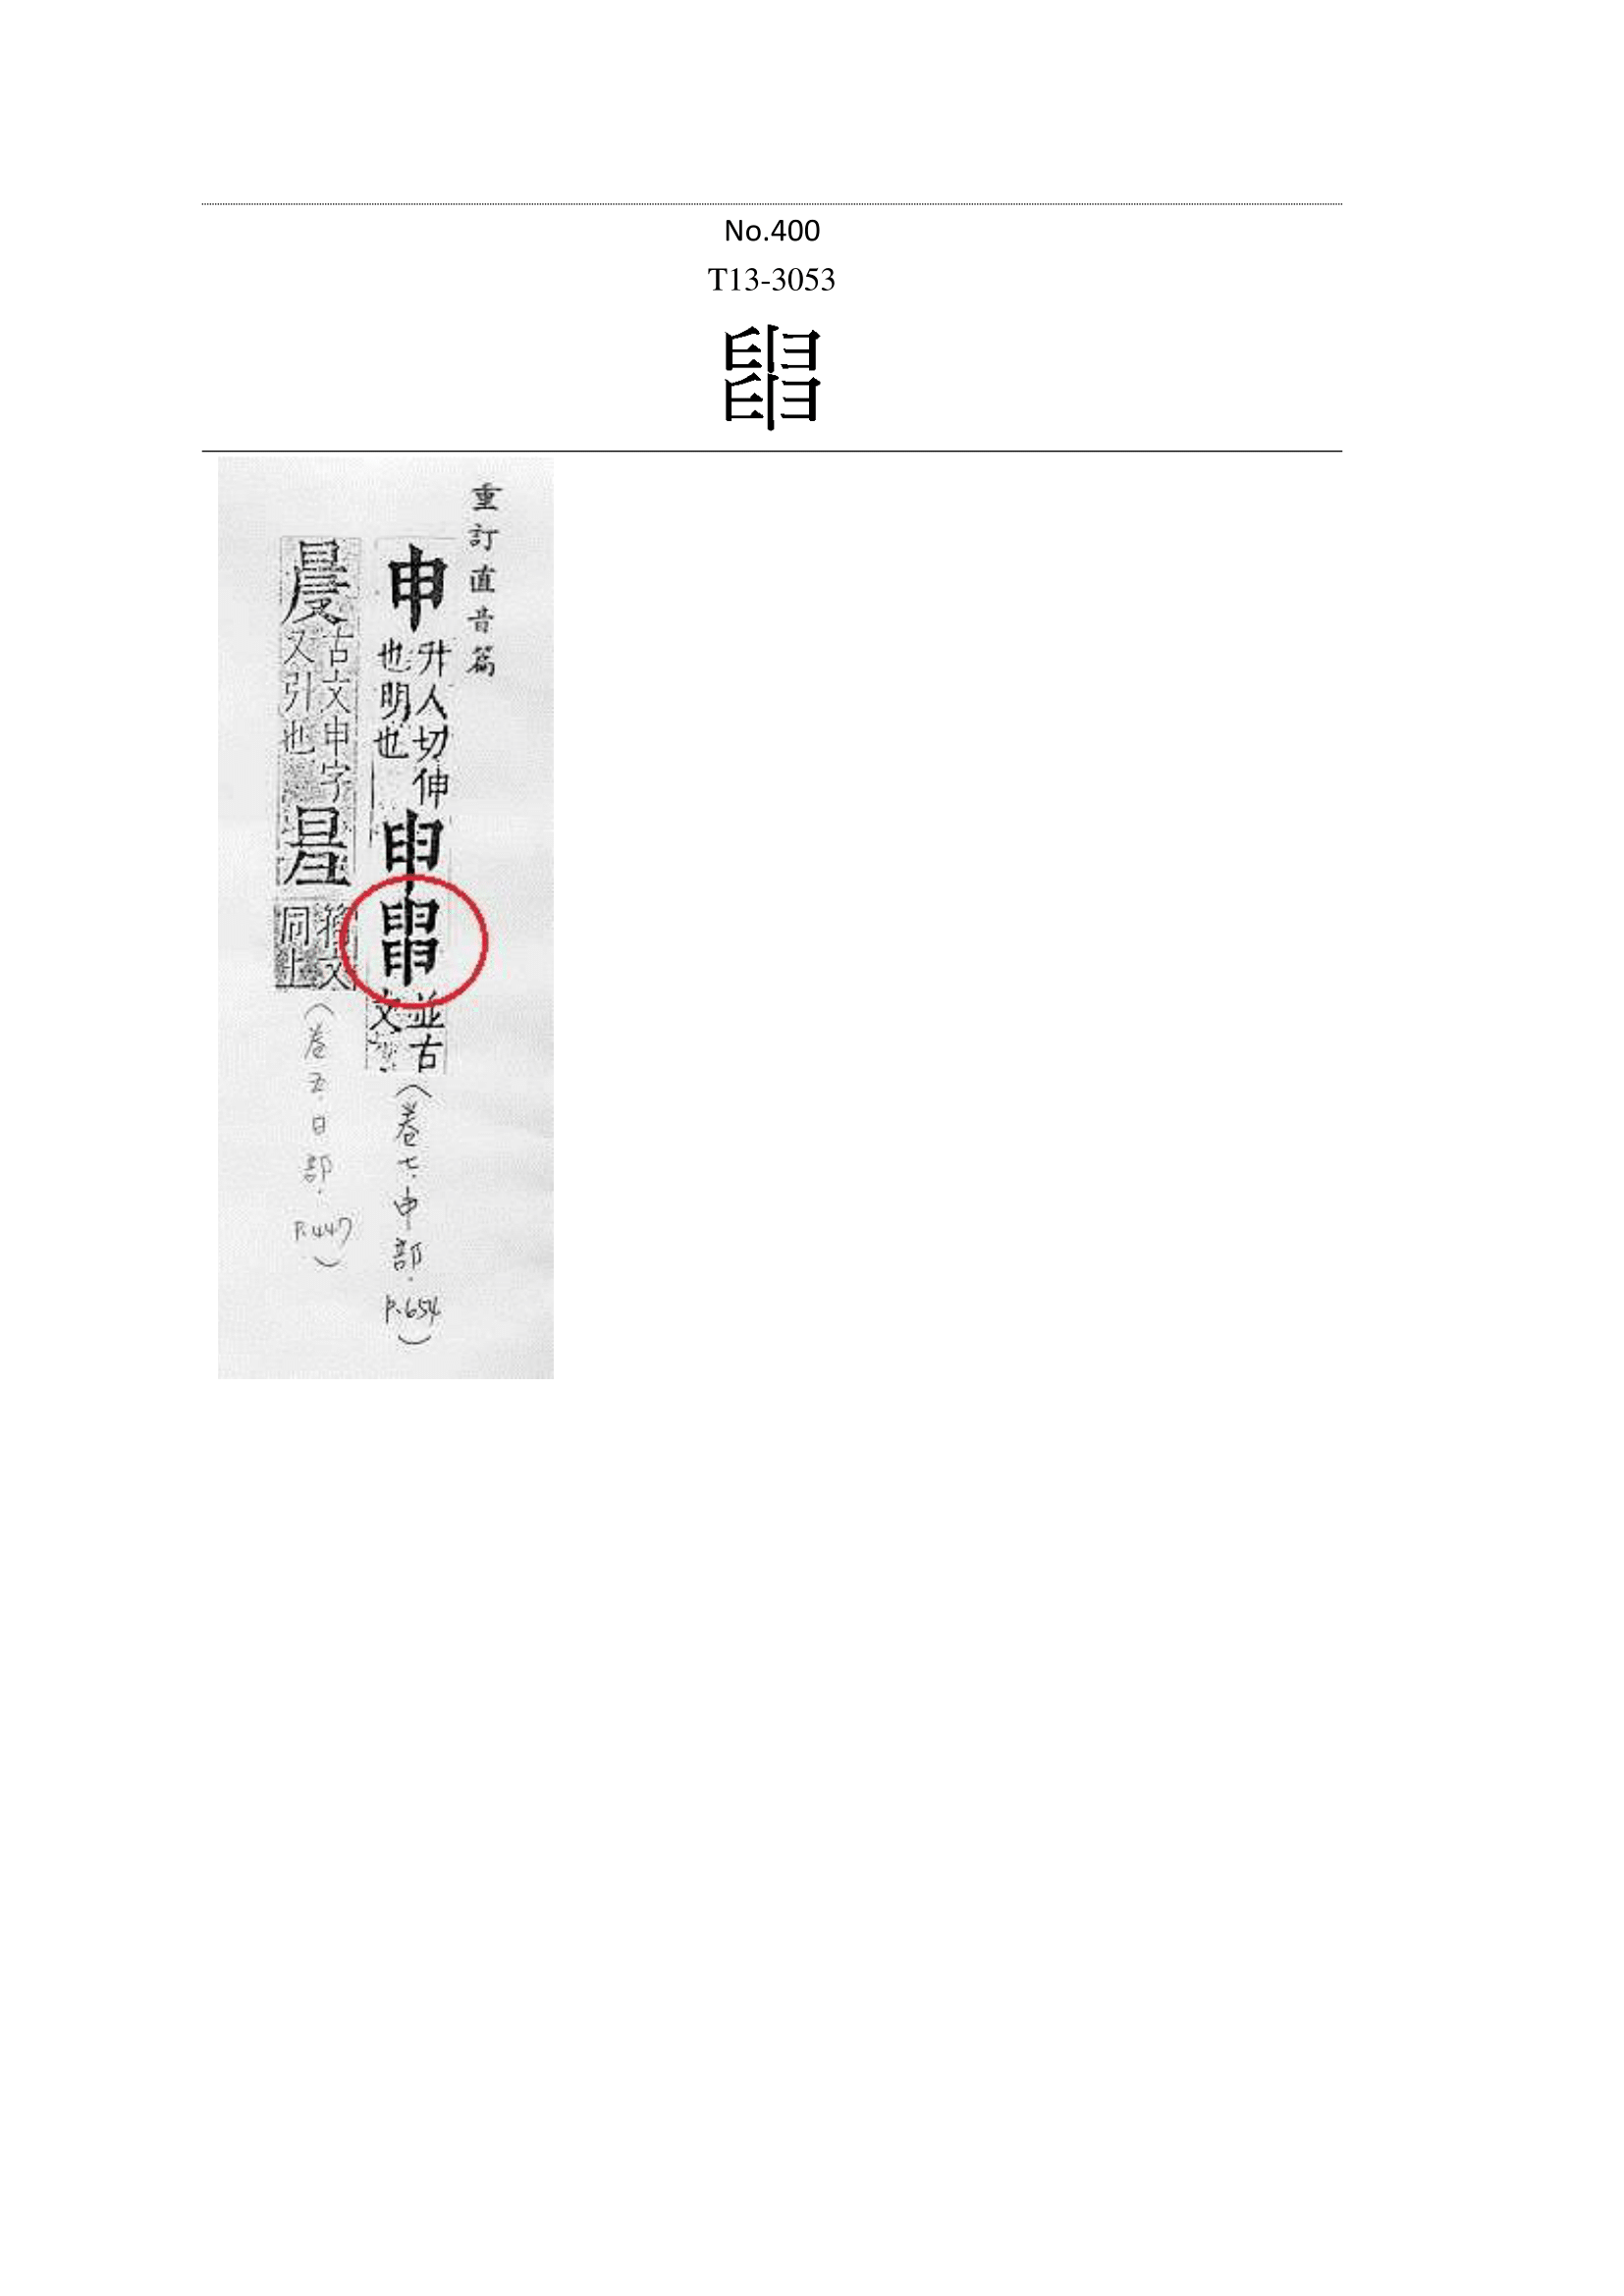 No.400
T13-3053
重訂直音篇
申
升人切伸
也明也
並古
文
(卷七.申部.P.654)
古文申字
又引也
籀文
同上
(卷五.日部.P.447)